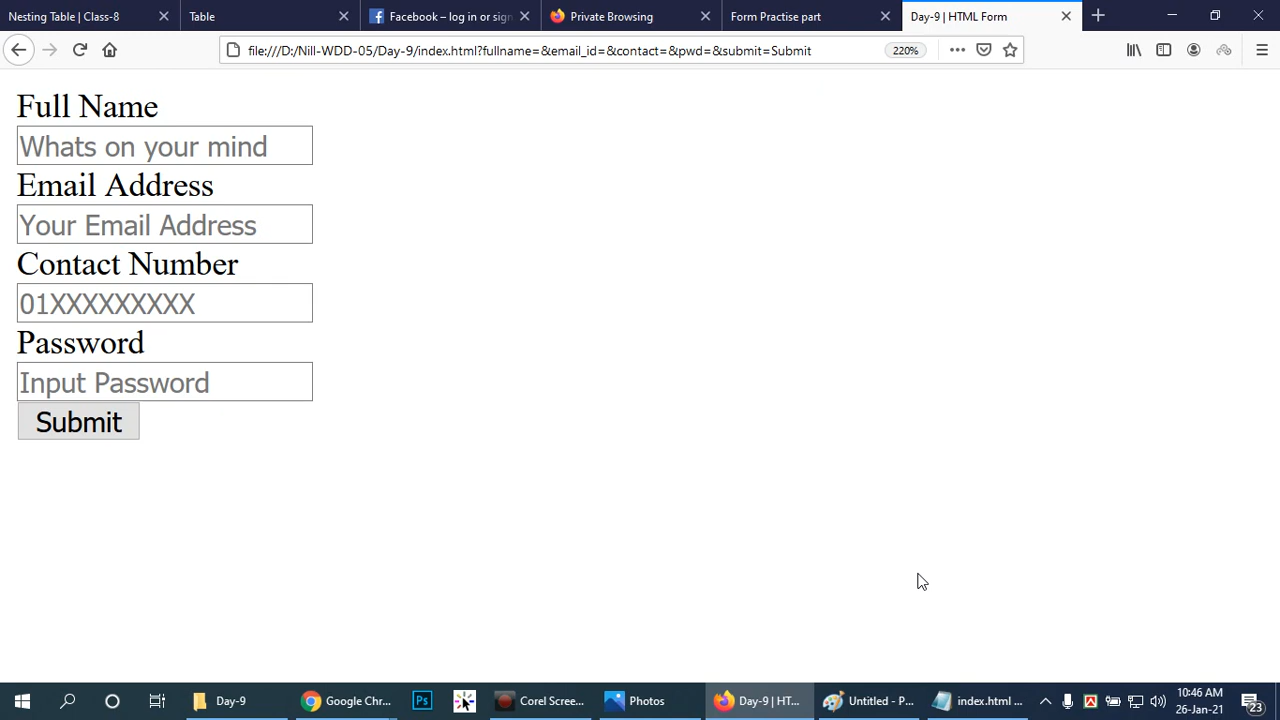 Nesting Table | Class-8
Table
Facebook – log in or sign
Private Browsing
Form Practise part
Day-9 | HTML Form
file:///D:/Nill-WDD-05/Day-9/index.html?fullname=&email_id=&contact=&pwd=&submit=Submit
220%
Full Name
Whats on your mind
Email Address
Your Email Address
Contact Number
01XXXXXXXXX
Password
Input Password
Submit
Day-9
Google Chr...
Ps
Corel Scree...
Photos
Day-9 | HT...
Untitled - P...
index.html ...
10:46 AM
26-Jan-21
23